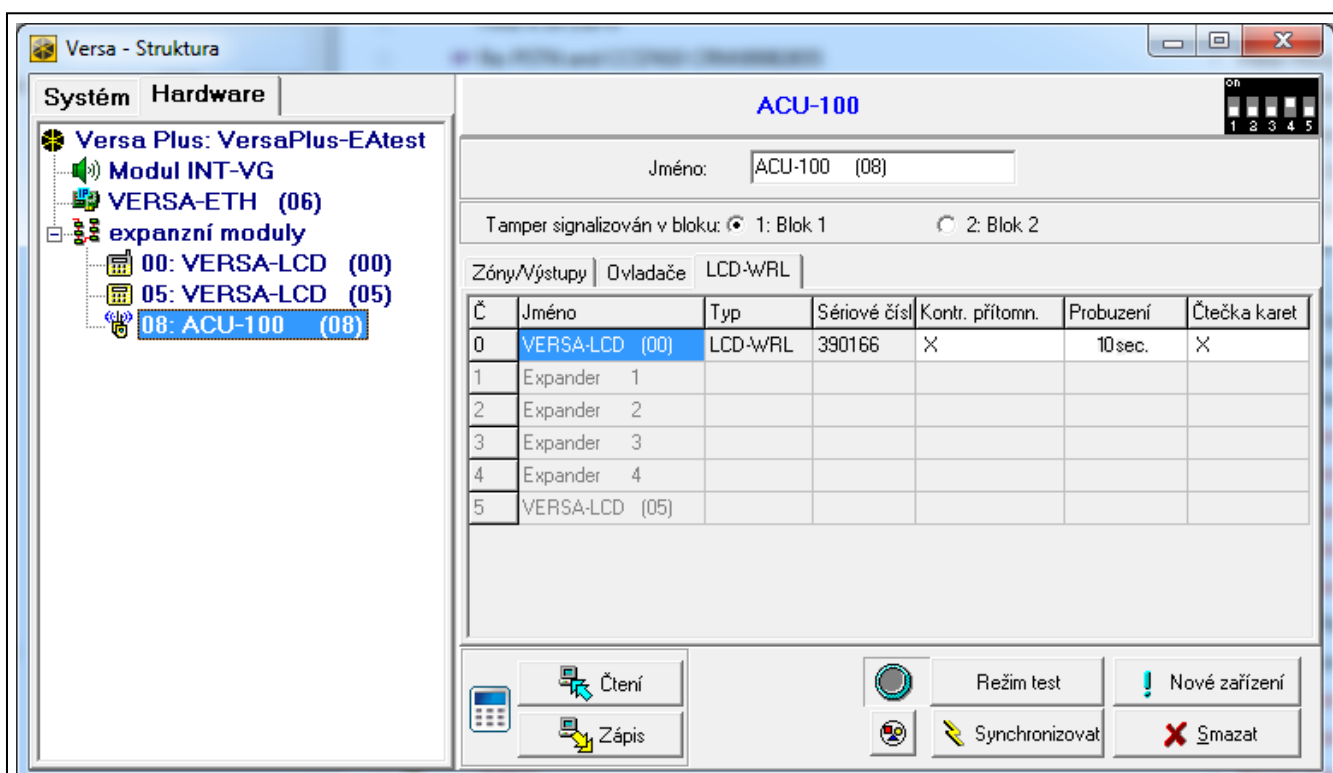 Versa - Struktura
Systém Hardware
Versa Plus: VersaPlus-EAtest
Modul INT-VG
VERSA-ETH (06)
expanzní moduly
00: VERSA-LCD (00)
05: VERSA-LCD (05)
08: ACU-100 (08)
ACU-100
on
1 2 3 4 5
Jméno: ACU-100 (08)
Tamper signalizován v bloku: 1: Blok 1 2: Blok 2
Zóny/Výstupy Ovladače LCD-WRL
Č Jméno Typ Sériové čísl Kontr. přítomn. Probuzení Čtečka karet
0 VERSA-LCD (00) LCD-WRL 390166 X 10 sec. X
1 Expander 1
2 Expander 2
3 Expander 3
4 Expander 4
5 VERSA-LCD (05)
Čtení Režim test Nové zařízení
Zápis Synchronizovat Smazat